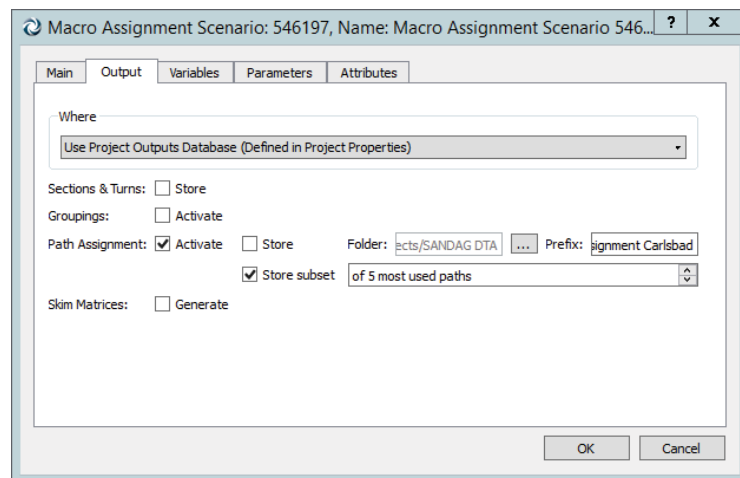 Macro Assignment Scenario: 546197, Name: Macro Assignment Scenario 546... ? x
Main Output Variables Parameters Attributes
Where
Use Project Outputs Database (Defined in Project Properties)
Sections & Turns: Store
Groupings: Activate
Path Assignment: Activate Store Folder: ects/SANDAG DTA ... Prefix: signment Carlsbad
Store subset of 5 most used paths
Skim Matrices: Generate
OK Cancel